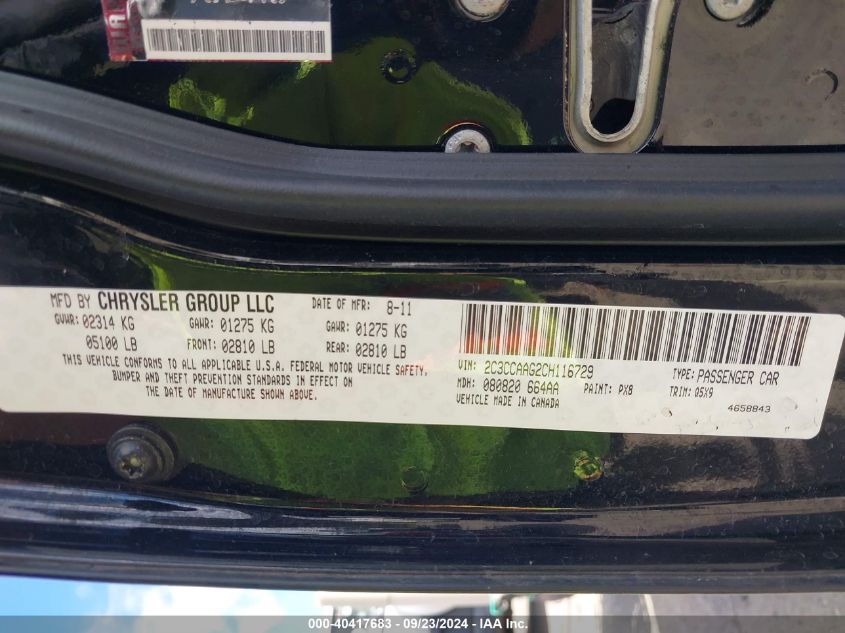 MFD BY CHRYSLER GROUP LLC DATE OF MFR: 8-11
GVWR: 02314 KG GAWR: 01275 KG GAWR: 01275 KG
05100 LB FRONT: 02810 LB REAR: 02810 LB
THIS VEHICLE CONFORMS TO ALL APPLICABLE U.S.A. FEDERAL MOTOR VEHICLE SAFETY,
BUMPER AND THEFT PREVENTION STANDARDS IN EFFECT ON
THE DATE OF MANUFACTURE SHOWN ABOVE.
VIN: 2C3CCAAG2CH116729 TYPE: PASSENGER CAR
MDH: 080820 664AA PAINT: PX8 TRIM: Q5X9
VEHICLE MADE IN CANADA 4658843
000-40417683 - 09/23/2024 - IAA Inc.